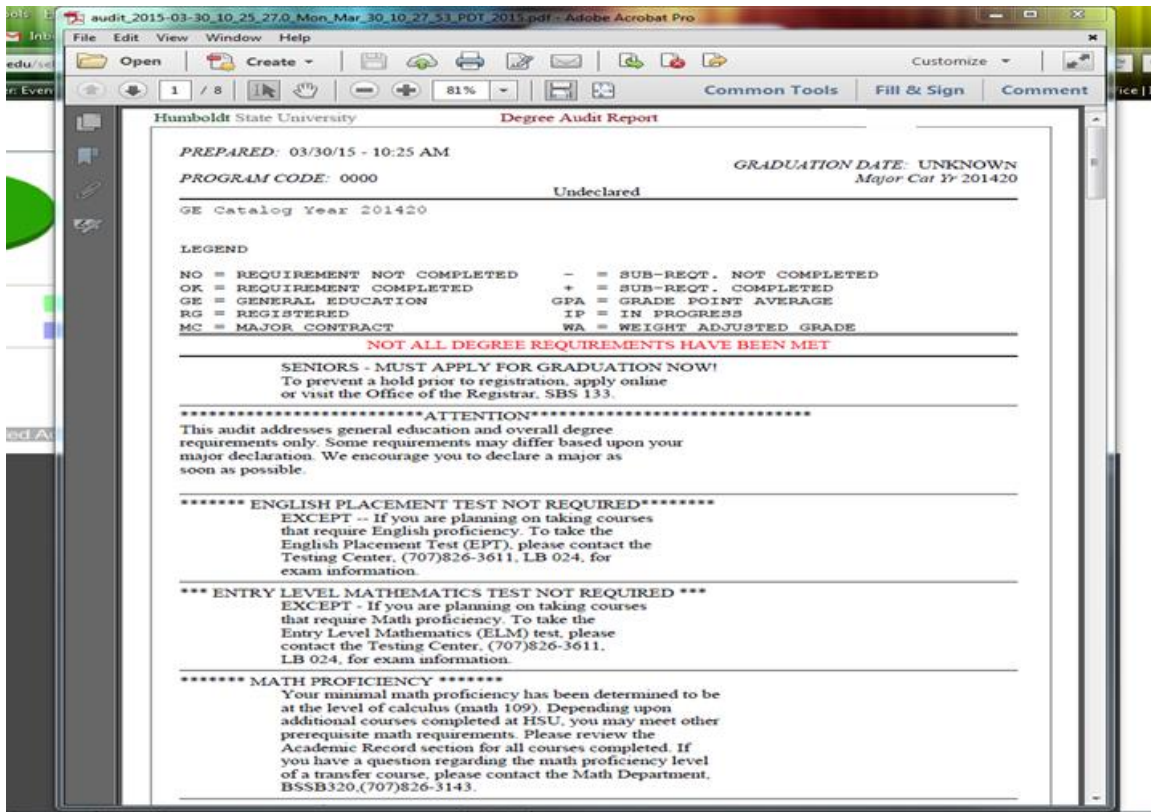 audit_2015-03-30_10_25_27.0_Mon_Mar_30_10_27_53_PDT_2015.pdf - Adobe Acrobat Pro
File Edit View Window Help
Open Create Customize
1 / 8 81% Common Tools Fill & Sign Comment
Humboldt State University Degree Audit Report
PREPARED: 03/30/15 - 10:25 AM
GRADUATION DATE: UNKNOWN
PROGRAM CODE: 0000 Major Cat Yr 201420
Undeclared
GE Catalog Year 201420
LEGEND
NO = REQUIREMENT NOT COMPLETED - = SUB-REQT. NOT COMPLETED
OK = REQUIREMENT COMPLETED + = SUB-REQT. COMPLETED
GE = GENERAL EDUCATION GPA = GRADE POINT AVERAGE
RG = REGISTERED IP = IN PROGRESS
MC = MAJOR CONTRACT WA = WEIGHT ADJUSTED GRADE
NOT ALL DEGREE REQUIREMENTS HAVE BEEN MET
SENIORS - MUST APPLY FOR GRADUATION NOW!
To prevent a hold prior to registration, apply online
or visit the Office of the Registrar, SBS 133.
**************************ATTENTION******************************
This audit addresses general education and overall degree
requirements only. Some requirements may differ based upon your
major declaration. We encourage you to declare a major as
soon as possible.
******* ENGLISH PLACEMENT TEST NOT REQUIRED********
EXCEPT -- If you are planning on taking courses
that require English proficiency. To take the
English Placement Test (EPT), please contact the
Testing Center, (707)826-3611, LB 024, for
exam information.
*** ENTRY LEVEL MATHEMATICS TEST NOT REQUIRED ***
EXCEPT - If you are planning on taking courses
that require Math proficiency. To take the
Entry Level Mathematics (ELM) test, please
contact the Testing Center, (707)826-3611,
LB 024, for exam information.
******* MATH PROFICIENCY *******
Your minimal math proficiency has been determined to be
at the level of calculus (math 109). Depending upon
additional courses completed at HSU, you may meet other
prerequisite math requirements. Please review the
Academic Record section for all courses completed. If
you have a question regarding the math proficiency level
of a transfer course, please contact the Math Department,
BSSB320,(707)826-3143.